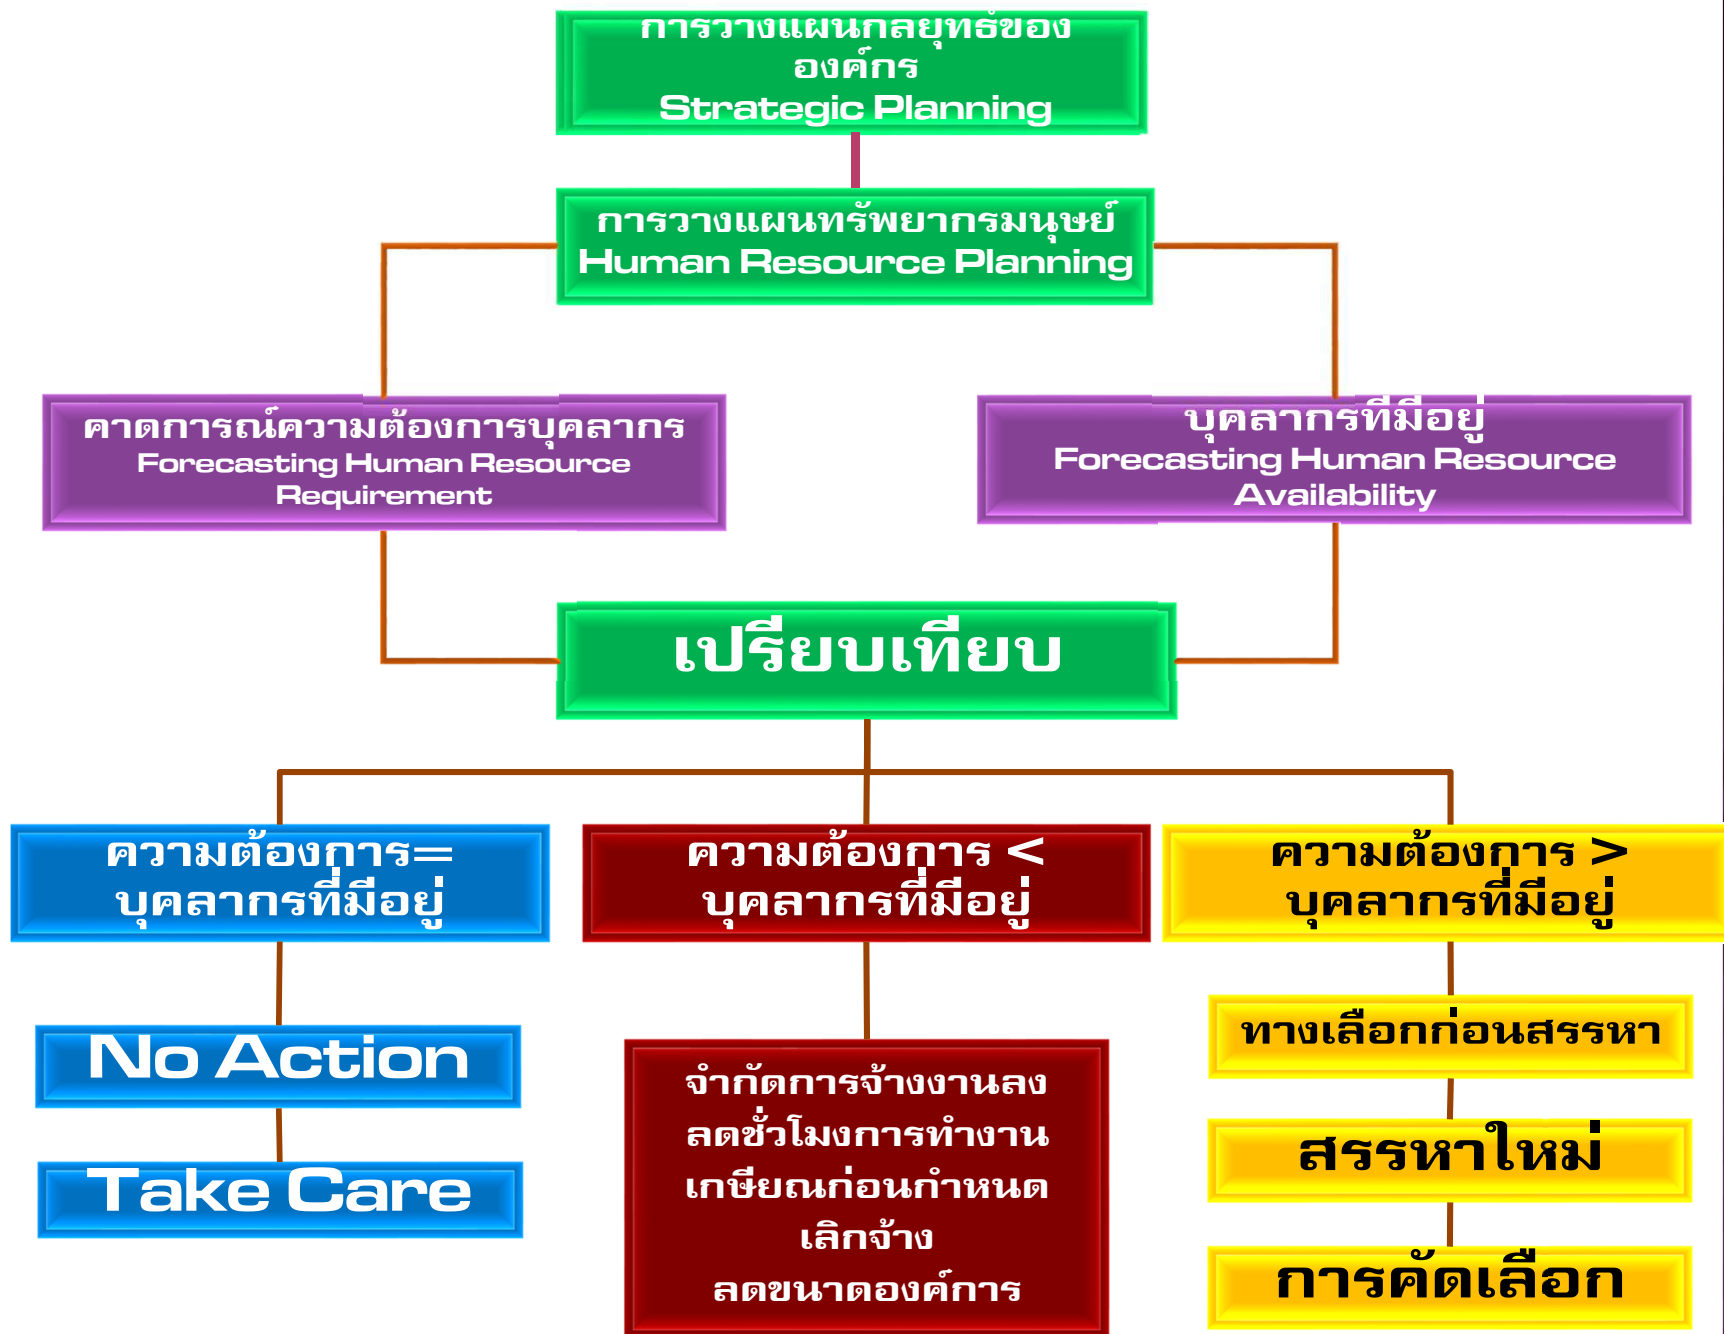 การวางแผนกลยุทธ์ของ
องค์กร
Strategic Planning
การวางแผนทรัพยากรมนุษย์
Human Resource Planning
คาดการณ์ความต้องการบุคลากร
Forecasting Human Resource
Requirement
บุคลากรที่มีอยู่
Forecasting Human Resource
Availability
เปรียบเทียบ
ความต้องการ=
บุคลากรที่มีอยู่
ความต้องการ <
บุคลากรที่มีอยู่
ความต้องการ >
บุคลากรที่มีอยู่
No Action
Take Care
จำกัดการจ้างงานลง
ลดชั่วโมงการทำงาน
เกษียณก่อนกำหนด
เลิกจ้าง
ลดขนาดองค์การ
ทางเลือกก่อนสรรหา
สรรหาใหม่
การคัดเลือก